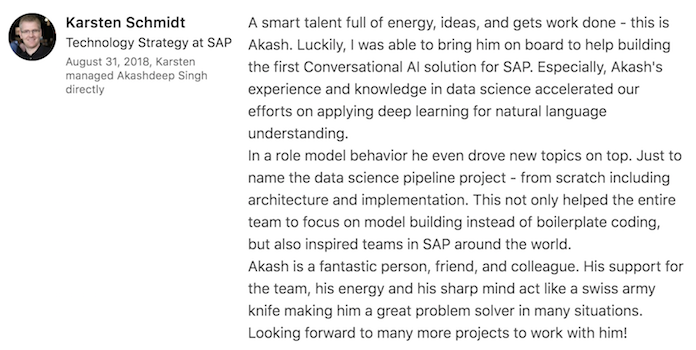 Karsten Schmidt
Technology Strategy at SAP
August 31, 2018, Karsten
managed Akashdeep Singh
directly
A smart talent full of energy, ideas, and gets work done - this is
Akash. Luckily, I was able to bring him on board to help building
the first Conversational AI solution for SAP. Especially, Akash's
experience and knowledge in data science accelerated our
efforts on applying deep learning for natural language
understanding.
In a role model behavior he even drove new topics on top. Just to
name the data science pipeline project - from scratch including
architecture and implementation. This not only helped the entire
team to focus on model building instead of boilerplate coding,
but also inspired teams in SAP around the world.
Akash is a fantastic person, friend, and colleague. His support for
the team, his energy and his sharp mind act like a swiss army
knife making him a great problem solver in many situations.
Looking forward to many more projects to work with him!